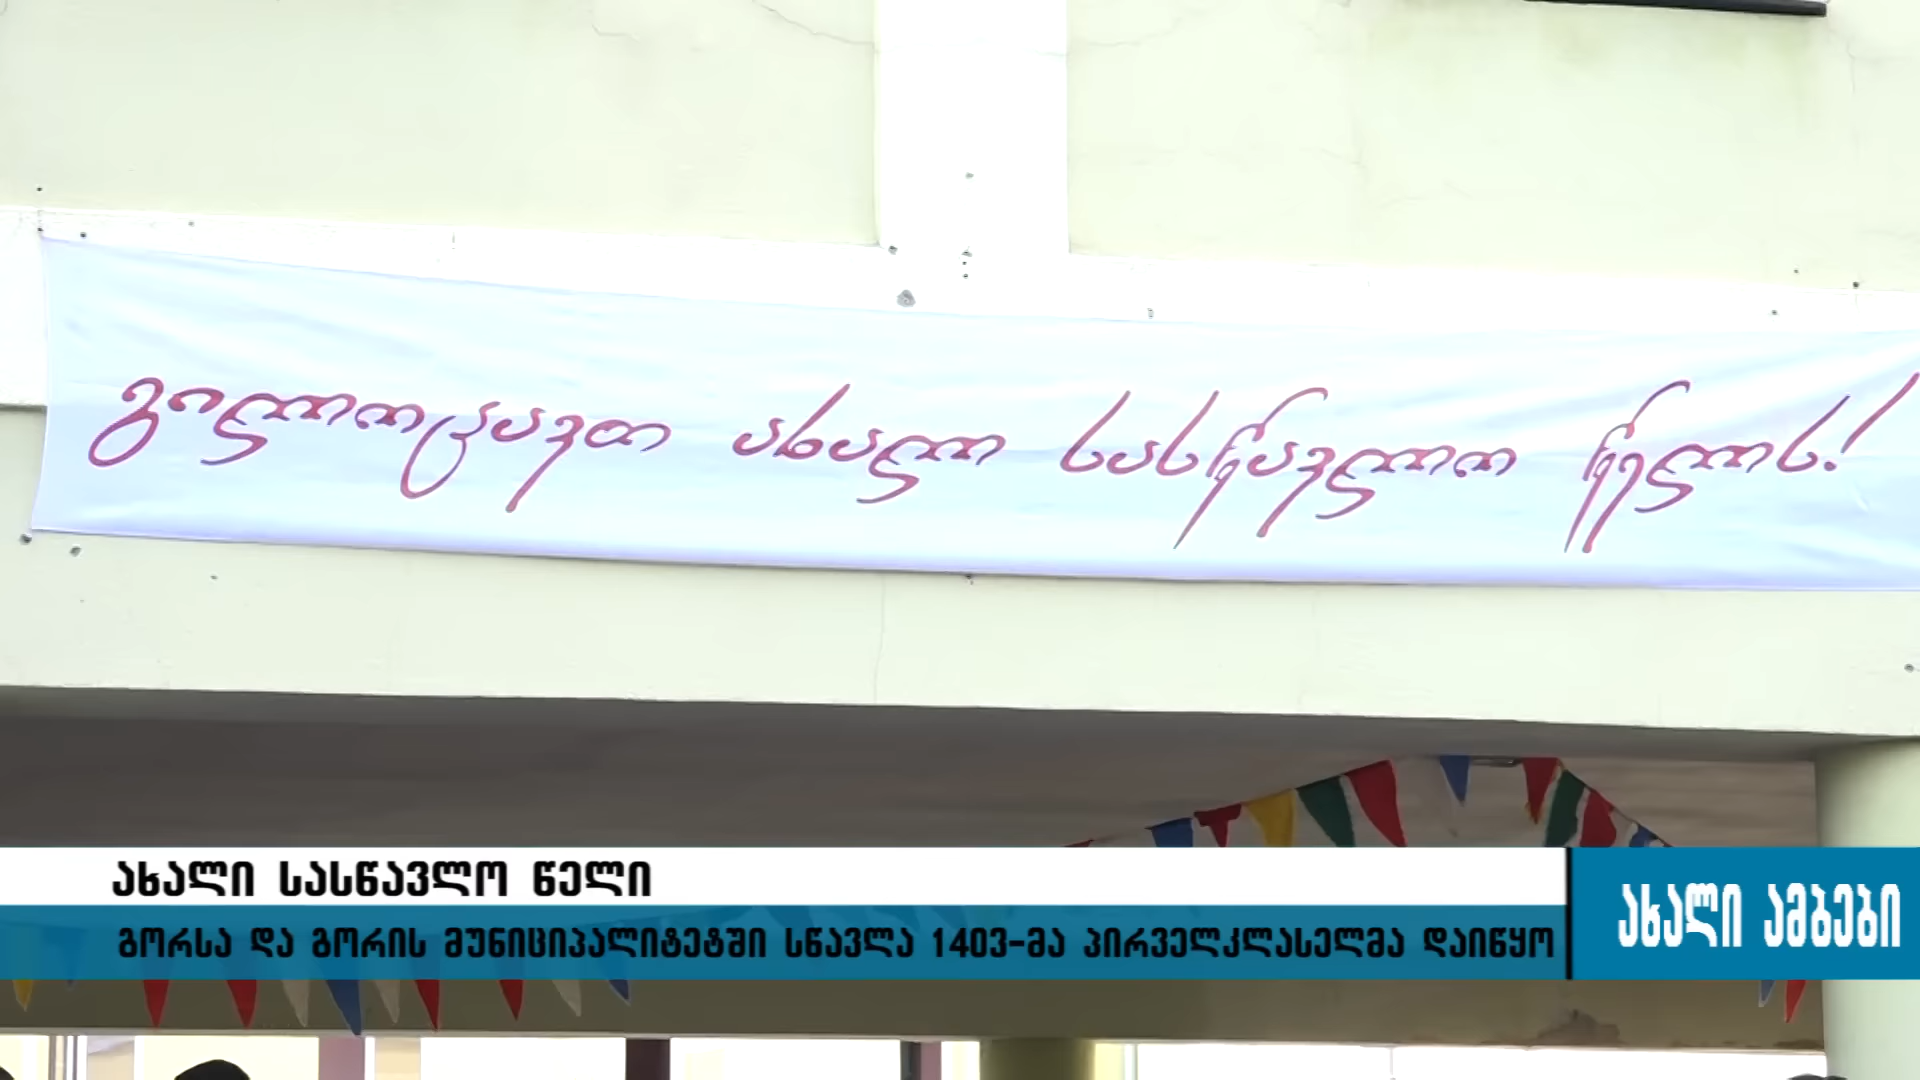 გილოცავთ ახალ სასწავლო წელს!
ახალი სასწავლო წელი
გორსა და გორის მუნიციპალიტეტში სწავლა 1403-მა პირველკლასელმა დაიწყო
ახალი ამბები